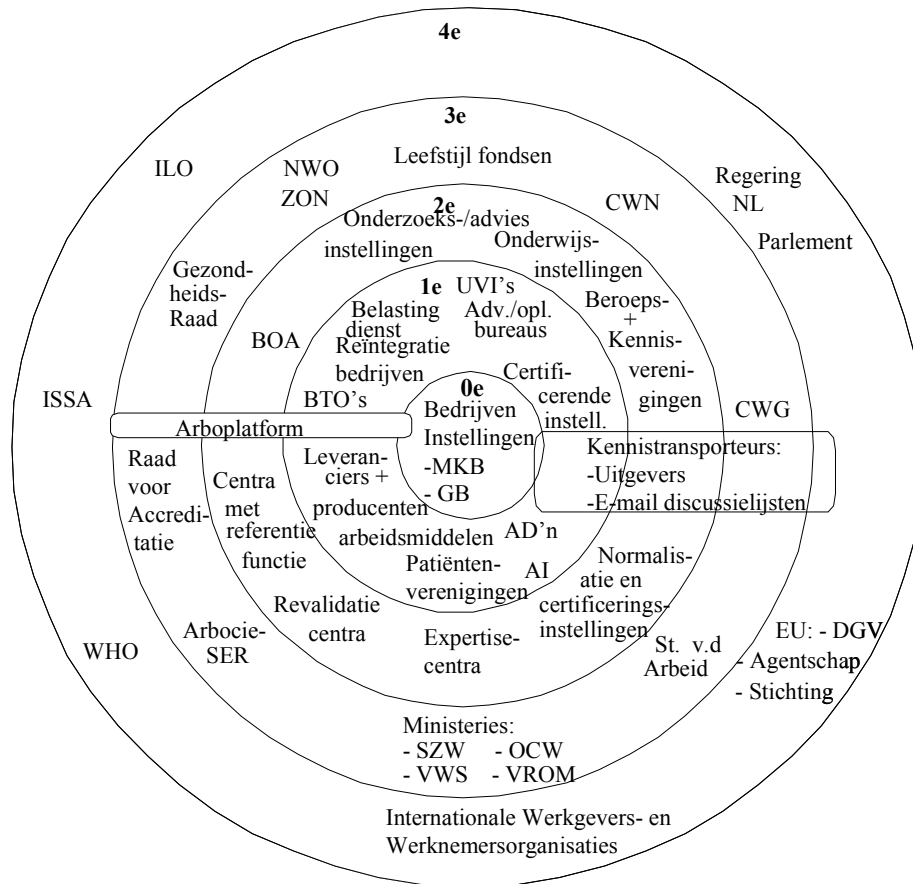 4e
3e
Leefstijl fondsen
ILO
NWO
ZON
CWN
Regering
NL
Parlement
2e
Onderzoeks-/advies
instellingen
Onderwijs-
instellingen
Gezond-
heids-
Raad
1e
UVI's
Belasting
dienst
Adv./opl.
bureaus
Beroeps-
+
Kennis-
vereni-
gingen
BOA
Reïntegratie
bedrijven
Certifi-
cerende
instell.
0e
ISSA
BTO's
Bedrijven
Instellingen
-MKB
- GB
CWG
Arboplatform
Kennistransporteurs:
-Uitgevers
-E-mail discussielijsten
Raad
voor
Accredi-
tatie
Centra
met
referentie
functie
Leveran-
ciers +
producenten
arbeidsmiddelen
AD'n
Patiënten-
verenigingen
AI
Normalis-
atie en
certificerings-
instellingen
Revalidatie
centra
Expertise-
centra
WHO
Arbocie-
SER
St. v.d
Arbeid
EU: - DGV
- Agentschap
- Stichting
Ministeries:
- SZW - OCW
- VWS - VROM
Internationale Werkgevers- en
Werknemersorganisaties